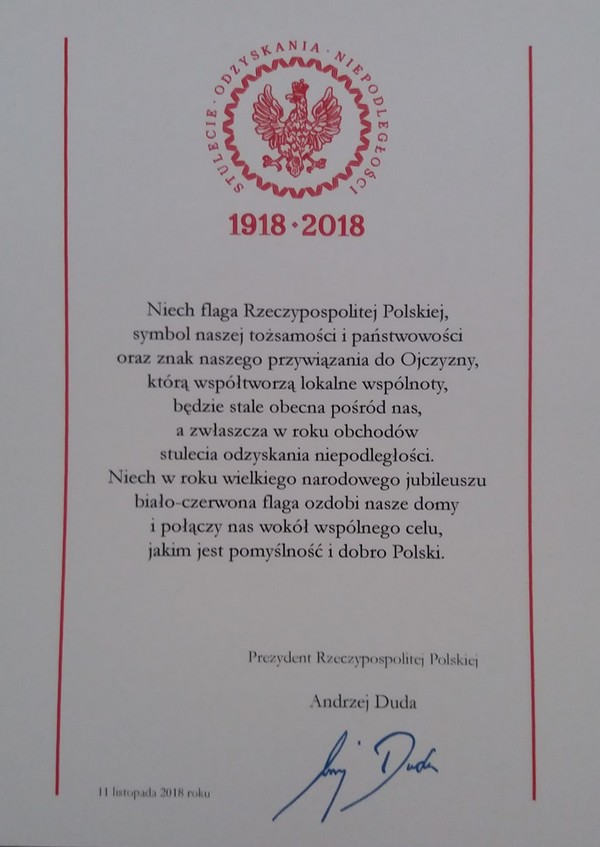 STULECIE · ODZYSKANIA · NIEPODLEGŁOŚCI
1918 · 2018
Niech flaga Rzeczypospolitej Polskiej,
symbol naszej tożsamości i państwowości
oraz znak naszego przywiązania do Ojczyzny,
którą współtworzą lokalne wspólnoty,
będzie stale obecna pośród nas,
a zwłaszcza w roku obchodów
stulecia odzyskania niepodległości.
Niech w roku wielkiego narodowego jubileuszu
biało-czerwona flaga ozdobi nasze domy
i połączy nas wokół wspólnego celu,
jakim jest pomyślność i dobro Polski.
Prezydent Rzeczypospolitej Polskiej
Andrzej Duda
Andrzej Duda
11 listopada 2018 roku